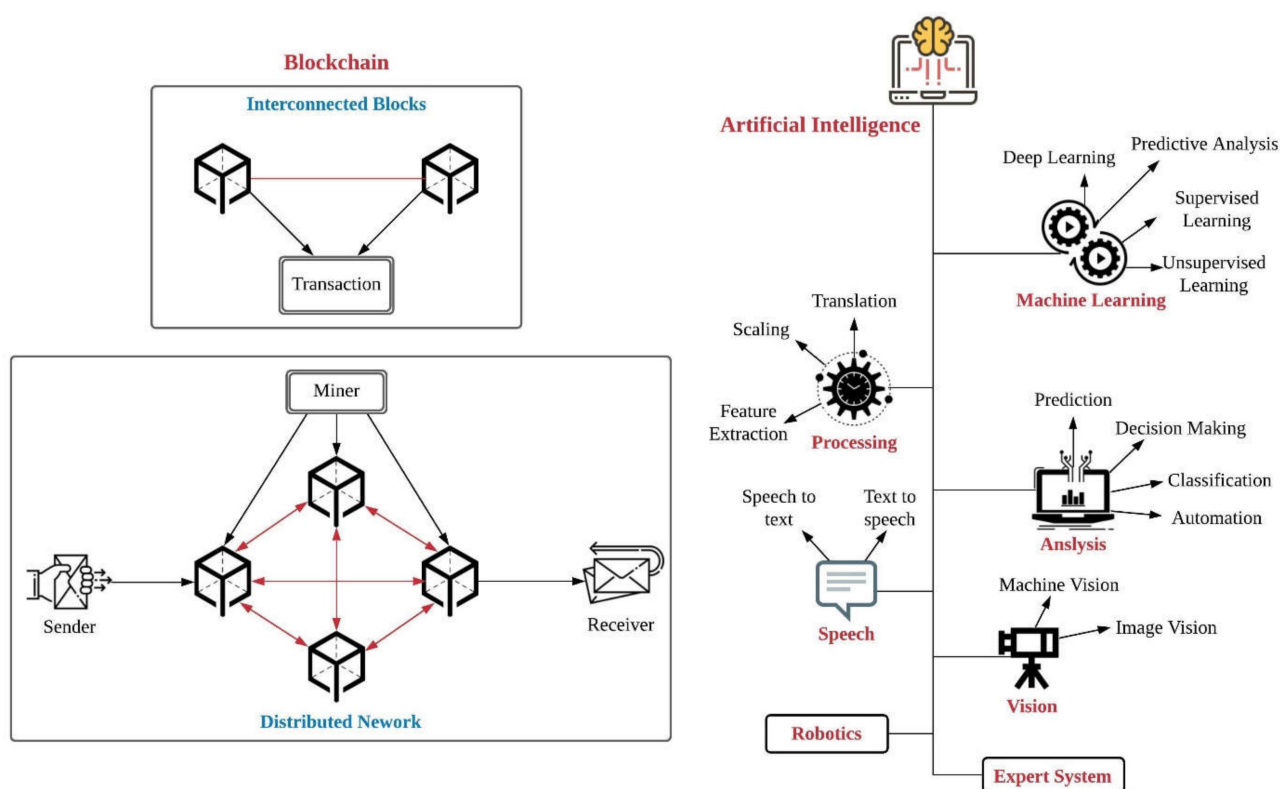 Blockchain
Interconnected Blocks
Transaction
Miner
Sender
Receiver
Distributed Nework
Artificial Intelligence
Deep Learning
Predictive Analysis
Supervised
Learning
Unsupervised
Learning
Machine Learning
Translation
Scaling
Feature
Extraction
Processing
Prediction
Decision Making
Classification
Automation
Anslysis
Speech to
text
Text to
speech
Speech
Machine Vision
Image Vision
Vision
Robotics
Expert System